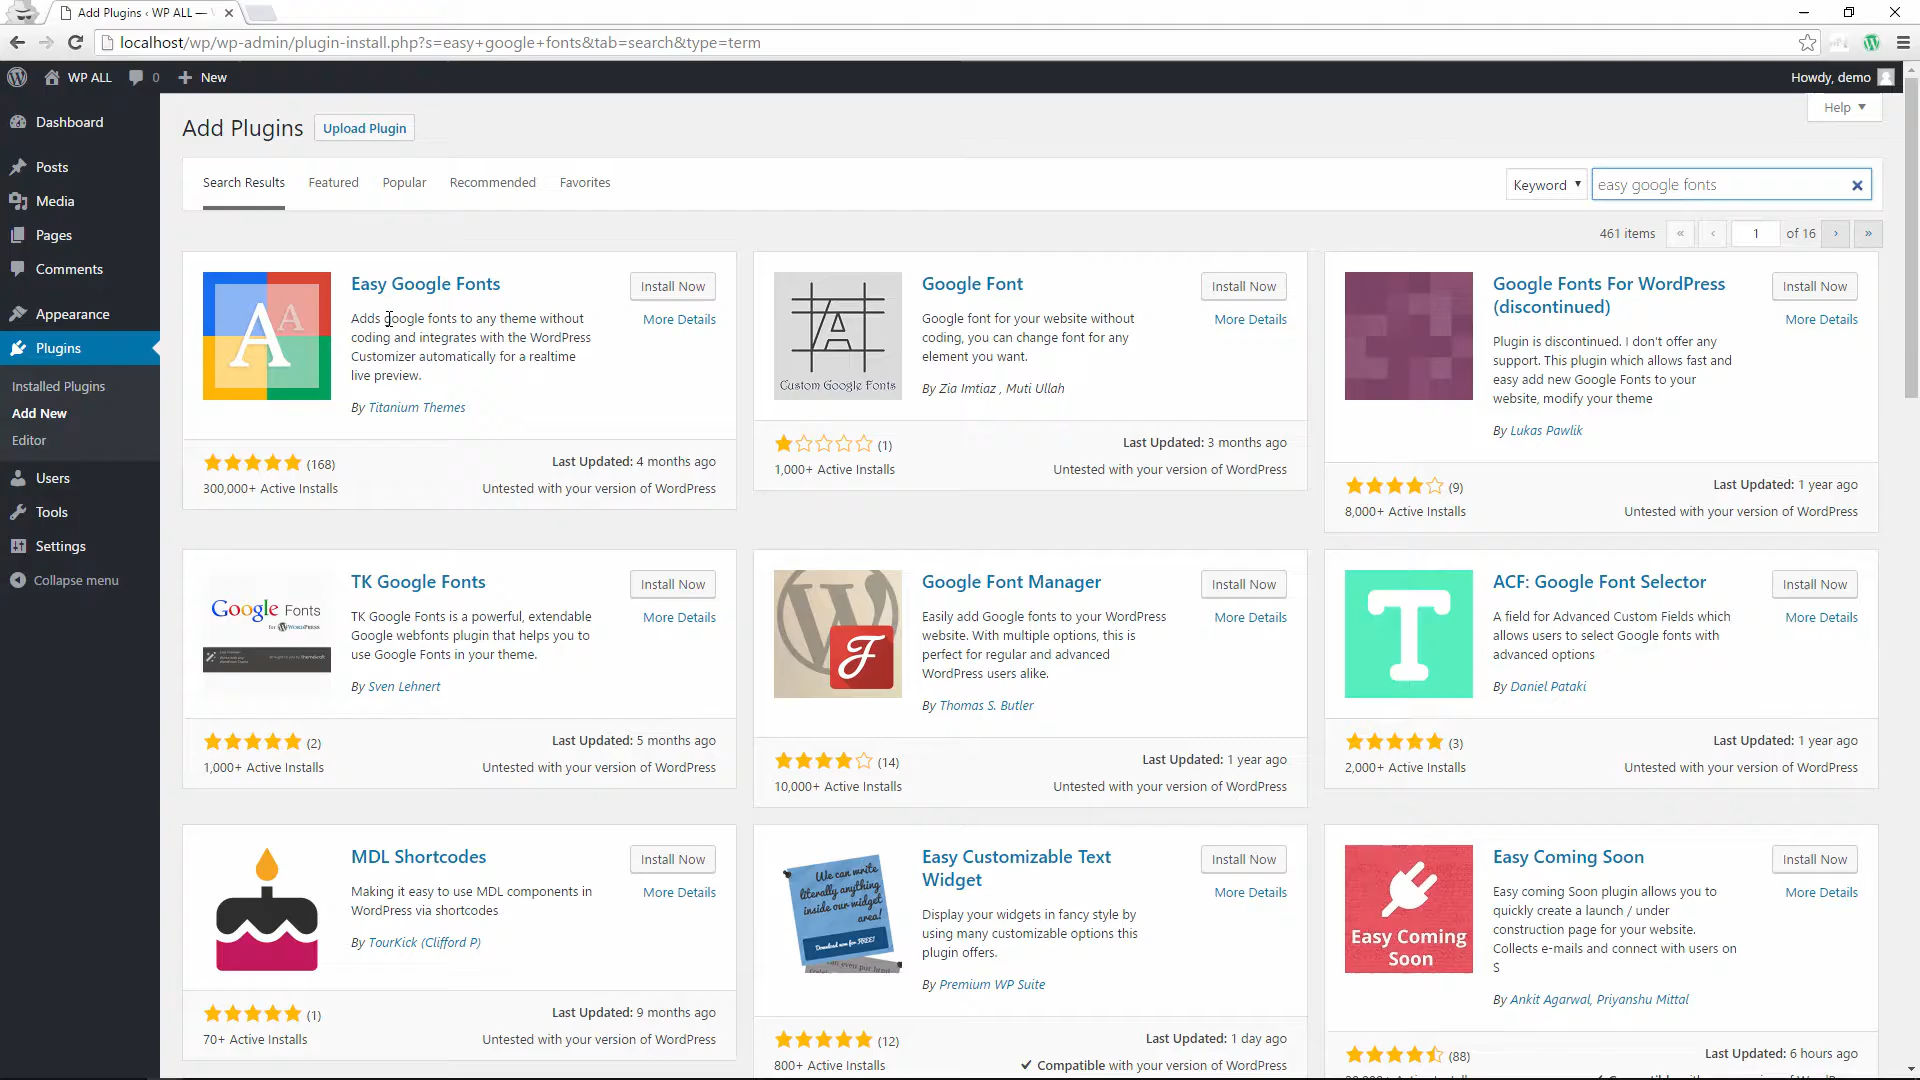 Add Plugins ‹ WP ALL —
localhost/wp/wp-admin/plugin-install.php?s=easy+google+fonts&tab=search&type=term
WP ALL
0
New
Howdy, demo
Dashboard
Posts
Media
Pages
Comments
Appearance
Plugins
Installed Plugins
Add New
Editor
Users
Tools
Settings
Collapse menu
Help
Add Plugins
Upload Plugin
Search Results
Featured
Popular
Recommended
Favorites
Keyword
easy google fonts
461 items
«
‹
1
of 16
›
»
Easy Google Fonts
Install Now
More Details
Adds google fonts to any theme without
coding and integrates with the WordPress
Customizer automatically for a realtime
live preview.
By Titanium Themes
(168)
300,000+ Active Installs
Last Updated: 4 months ago
Untested with your version of WordPress
Custom Google Fonts
Google Font
Install Now
More Details
Google font for your website without
coding, you can change font for any
element you want.
By Zia Imtiaz , Muti Ullah
(1)
1,000+ Active Installs
Last Updated: 3 months ago
Untested with your version of WordPress
Google Fonts For WordPress
(discontinued)
Install Now
More Details
Plugin is discontinued. I don't offer any
support. This plugin which allows fast and
easy add new Google Fonts to your
website, modify your theme
By Lukas Pawlik
(9)
8,000+ Active Installs
Last Updated: 1 year ago
Untested with your version of WordPress
Google Fonts
for WordPress
TK Google Fonts
Install Now
More Details
TK Google Fonts is a powerful, extendable
Google webfonts plugin that helps you to
use Google Fonts in your theme.
By Sven Lehnert
(2)
1,000+ Active Installs
Last Updated: 5 months ago
Untested with your version of WordPress
Google Font Manager
Install Now
More Details
Easily add Google fonts to your WordPress
website. With multiple options, this is
perfect for regular and advanced
WordPress users alike.
By Thomas S. Butler
(14)
10,000+ Active Installs
Last Updated: 1 year ago
Untested with your version of WordPress
ACF: Google Font Selector
Install Now
More Details
A field for Advanced Custom Fields which
allows users to select Google fonts with
advanced options
By Daniel Pataki
(3)
2,000+ Active Installs
Last Updated: 1 year ago
Untested with your version of WordPress
MDL Shortcodes
Install Now
More Details
Making it easy to use MDL components in
WordPress via shortcodes
By TourKick (Clifford P)
(1)
70+ Active Installs
Last Updated: 9 months ago
Untested with your version of WordPress
We can write
literally anything
inside our widget
area!
Download now for FREE!
Easy Customizable Text
Widget
Install Now
More Details
Display your widgets in fancy style by
using many customizable options this
plugin offers.
By Premium WP Suite
(12)
800+ Active Installs
Last Updated: 1 day ago
Compatible with your version of WordPress
Easy Coming
Soon
Easy Coming Soon
Install Now
More Details
Easy coming Soon plugin allows you to
quickly create a launch / under
construction page for your website.
Collects e-mails and connect with users on
S
By Ankit Agarwal, Priyanshu Mittal
(88)
Last Updated: 6 hours ago